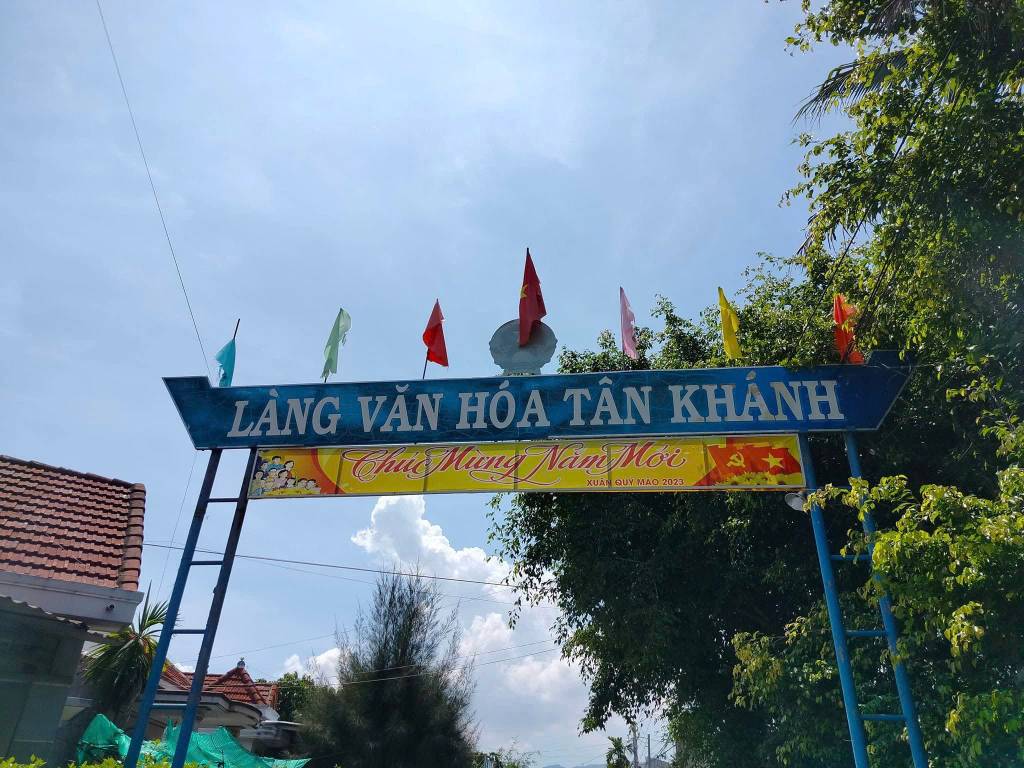 LÀNG VĂN HÓA TÂN KHÁNH
Chúc Mừng Năm Mới
XUÂN QUÝ MÃO 2023